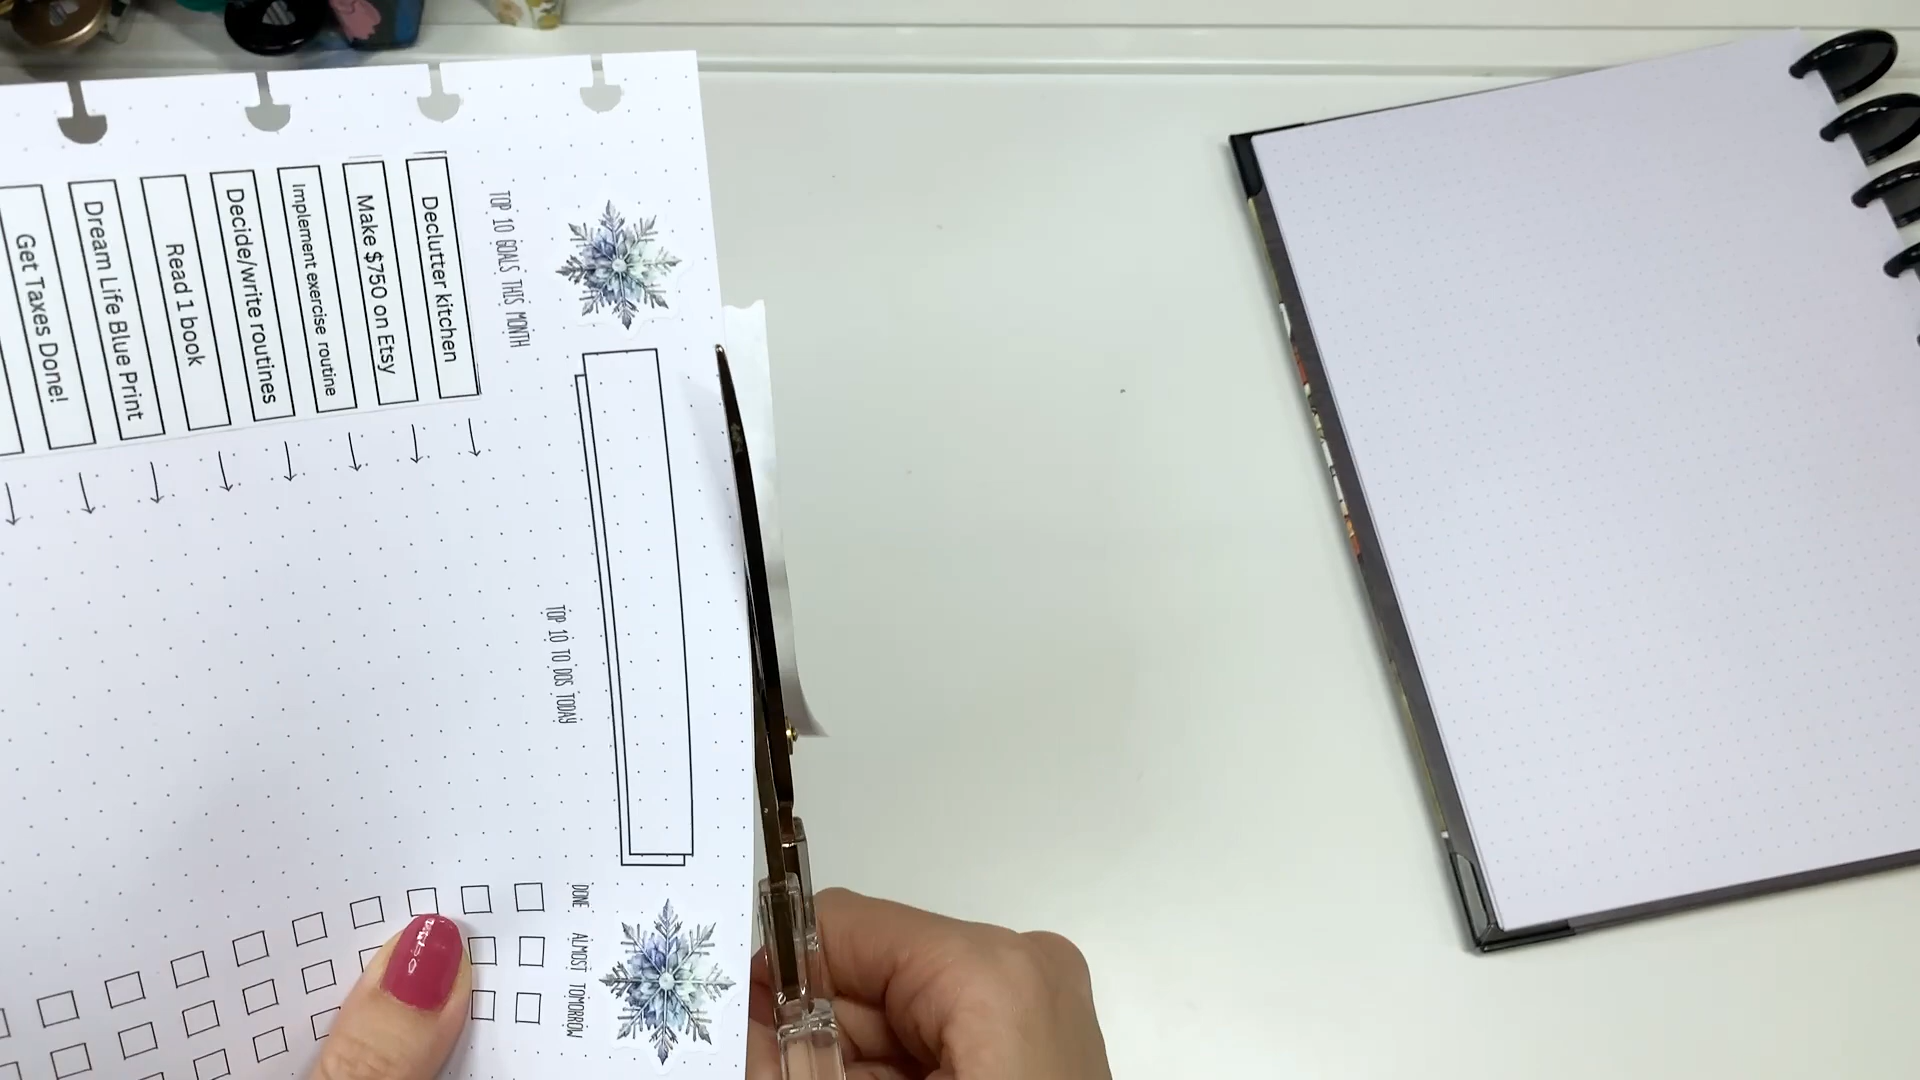 TOP 10 GOALS THIS MONTH
Declutter kitchen
Make $750 on Etsy
Implement exercise routine
Decide/write routines
Read 1 book
Dream Life Blue Print
Get Taxes Done!
TOP 10 TO DOS TODAY
DONE ALMOST TOMORROW